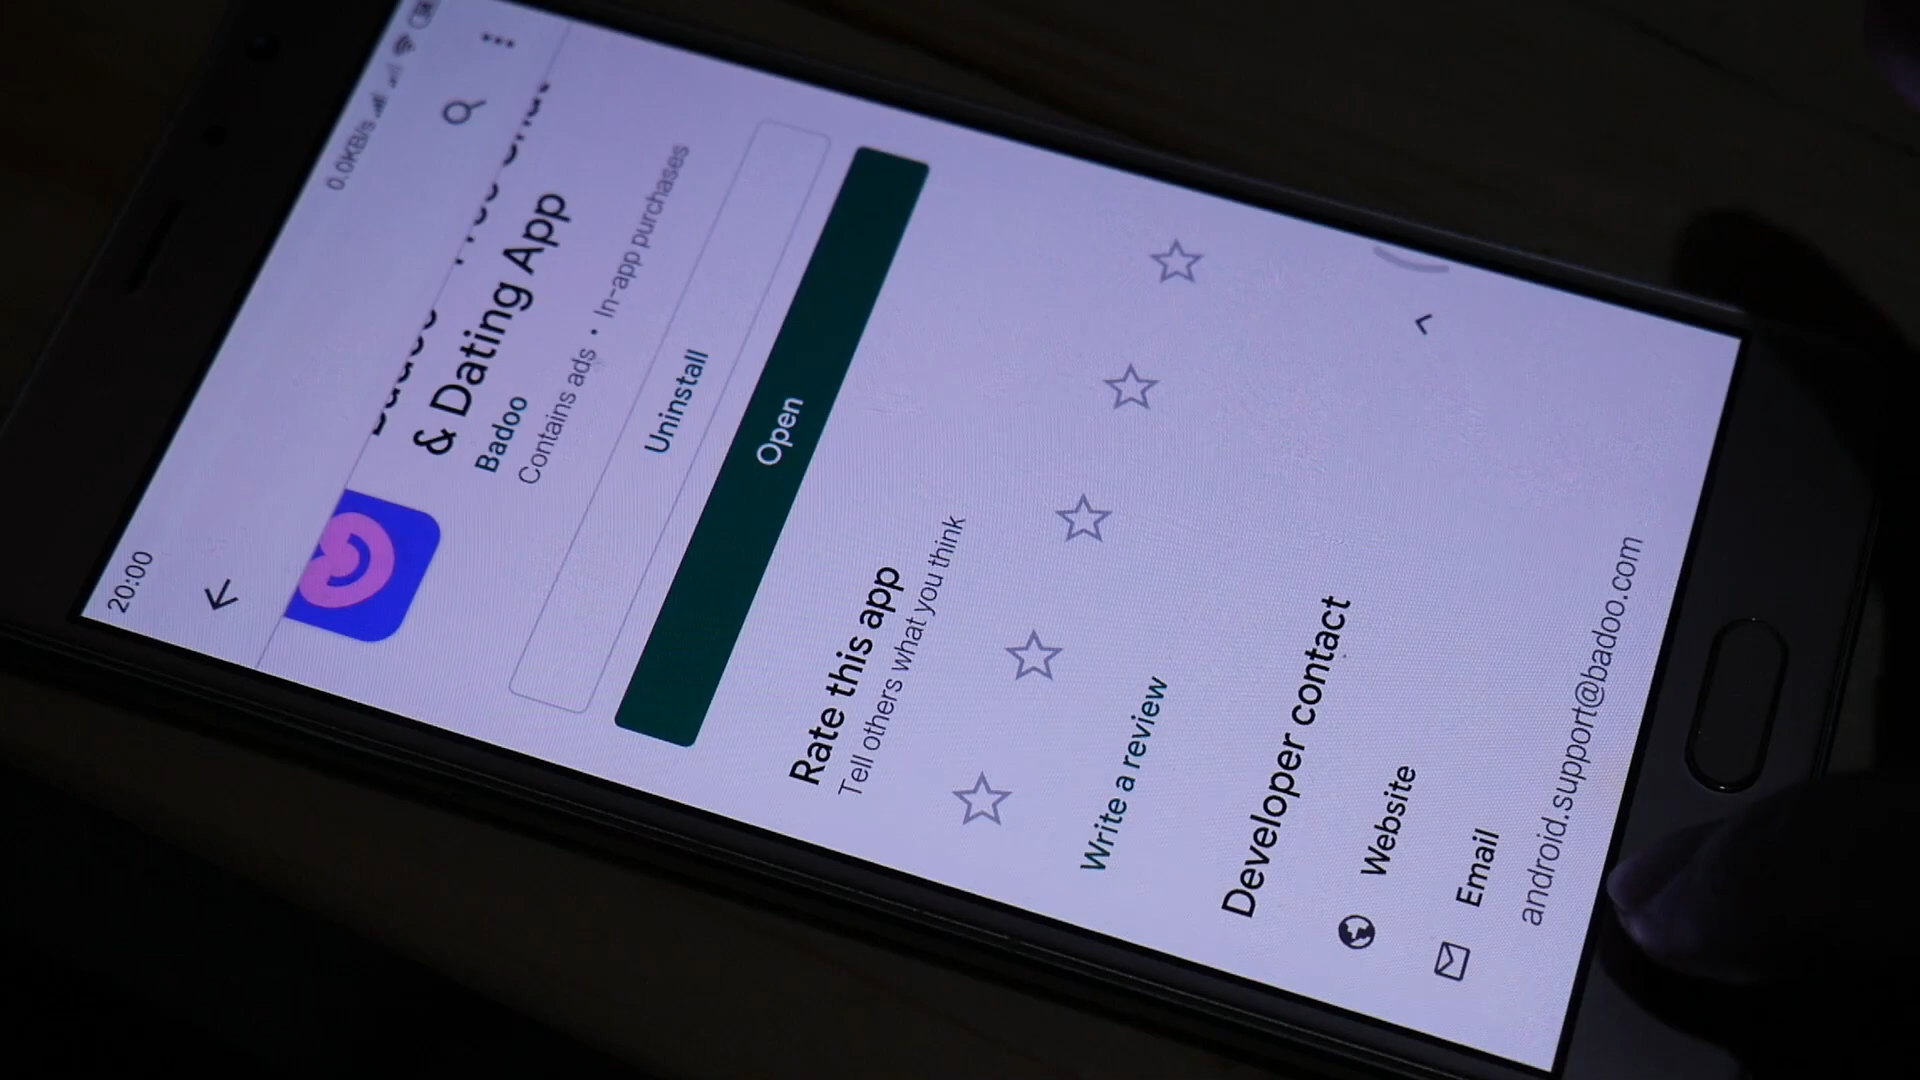 20:00
0.0KB/s
& Dating App
Badoo
Contains ads • In-app purchases
Uninstall
Open
Rate this app
Tell others what you think
Write a review
Developer contact
Website
Email
android.support@badoo.com